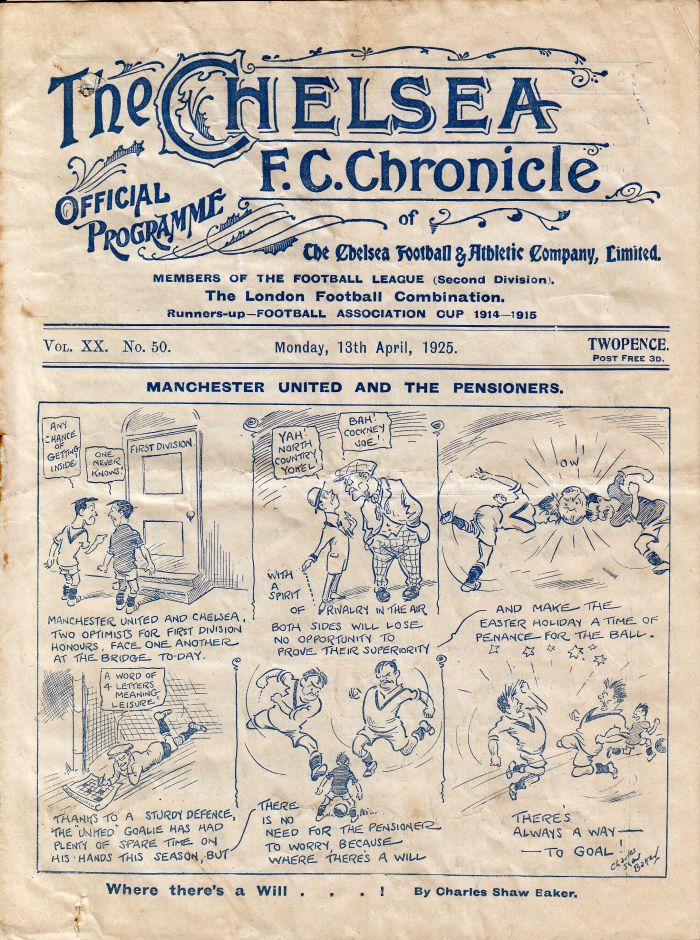 The CHELSEA
F.C. Chronicle
OFFICIAL
PROGRAMME
of
The Chelsea Football & Athletic Company, Limited.
MEMBERS OF THE FOOTBALL LEAGUE (Second Division).
The London Football Combination.
Runners-up—FOOTBALL ASSOCIATION CUP 1914—1915
VOL. XX. No. 50.
Monday, 13th April, 1925.
TWOPENCE.
POST FREE 3D.
MANCHESTER UNITED AND THE PENSIONERS.
ANY
CHANCE
OF
GETTING
INSIDE?
ONE
NEVER
KNOWS!
FIRST DIVISION
MANCHESTER UNITED AND CHELSEA,
TWO OPTIMISTS FOR FIRST DIVISION
HONOURS, FACE ONE ANOTHER
AT THE BRIDGE TO-DAY.
YAH!
NORTH
COUNTRY
YOKEL!
BAH!
COCKNEY
JOE!
WITH
A
SPIRIT
OF RIVALRY IN THE AIR
BOTH SIDES WILL LOSE
NO OPPORTUNITY TO
PROVE THEIR SUPERIORITY
OW!
AND MAKE THE
EASTER HOLIDAY A TIME OF
PENANCE FOR THE BALL.
A WORD OF
4 LETTERS
MEANING
LEISURE
THANKS TO A STURDY DEFENCE,
THE "UNITED" GOALIE HAS HAD
PLENTY OF SPARE TIME ON
HIS HANDS THIS SEASON, BUT
THERE
IS NO
NEED FOR THE PENSIONER
TO WORRY, BECAUSE
WHERE THERE'S A WILL
THERE'S
ALWAYS A WAY —
— TO GOAL!
Charles
Shaw
Baker
Where there's a Will . . . ! By Charles Shaw Baker.